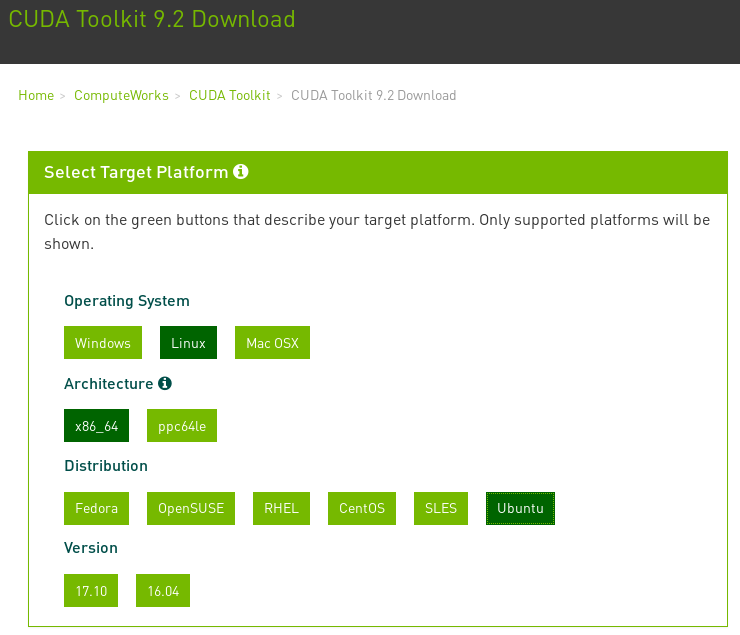 CUDA Toolkit 9.2 Download
Home > ComputeWorks > CUDA Toolkit > CUDA Toolkit 9.2 Download
Select Target Platform
Click on the green buttons that describe your target platform. Only supported platforms will be
shown.
Operating System
Windows Linux Mac OSX
Architecture
x86_64 ppc64le
Distribution
Fedora OpenSUSE RHEL CentOS SLES Ubuntu
Version
17.10 16.04